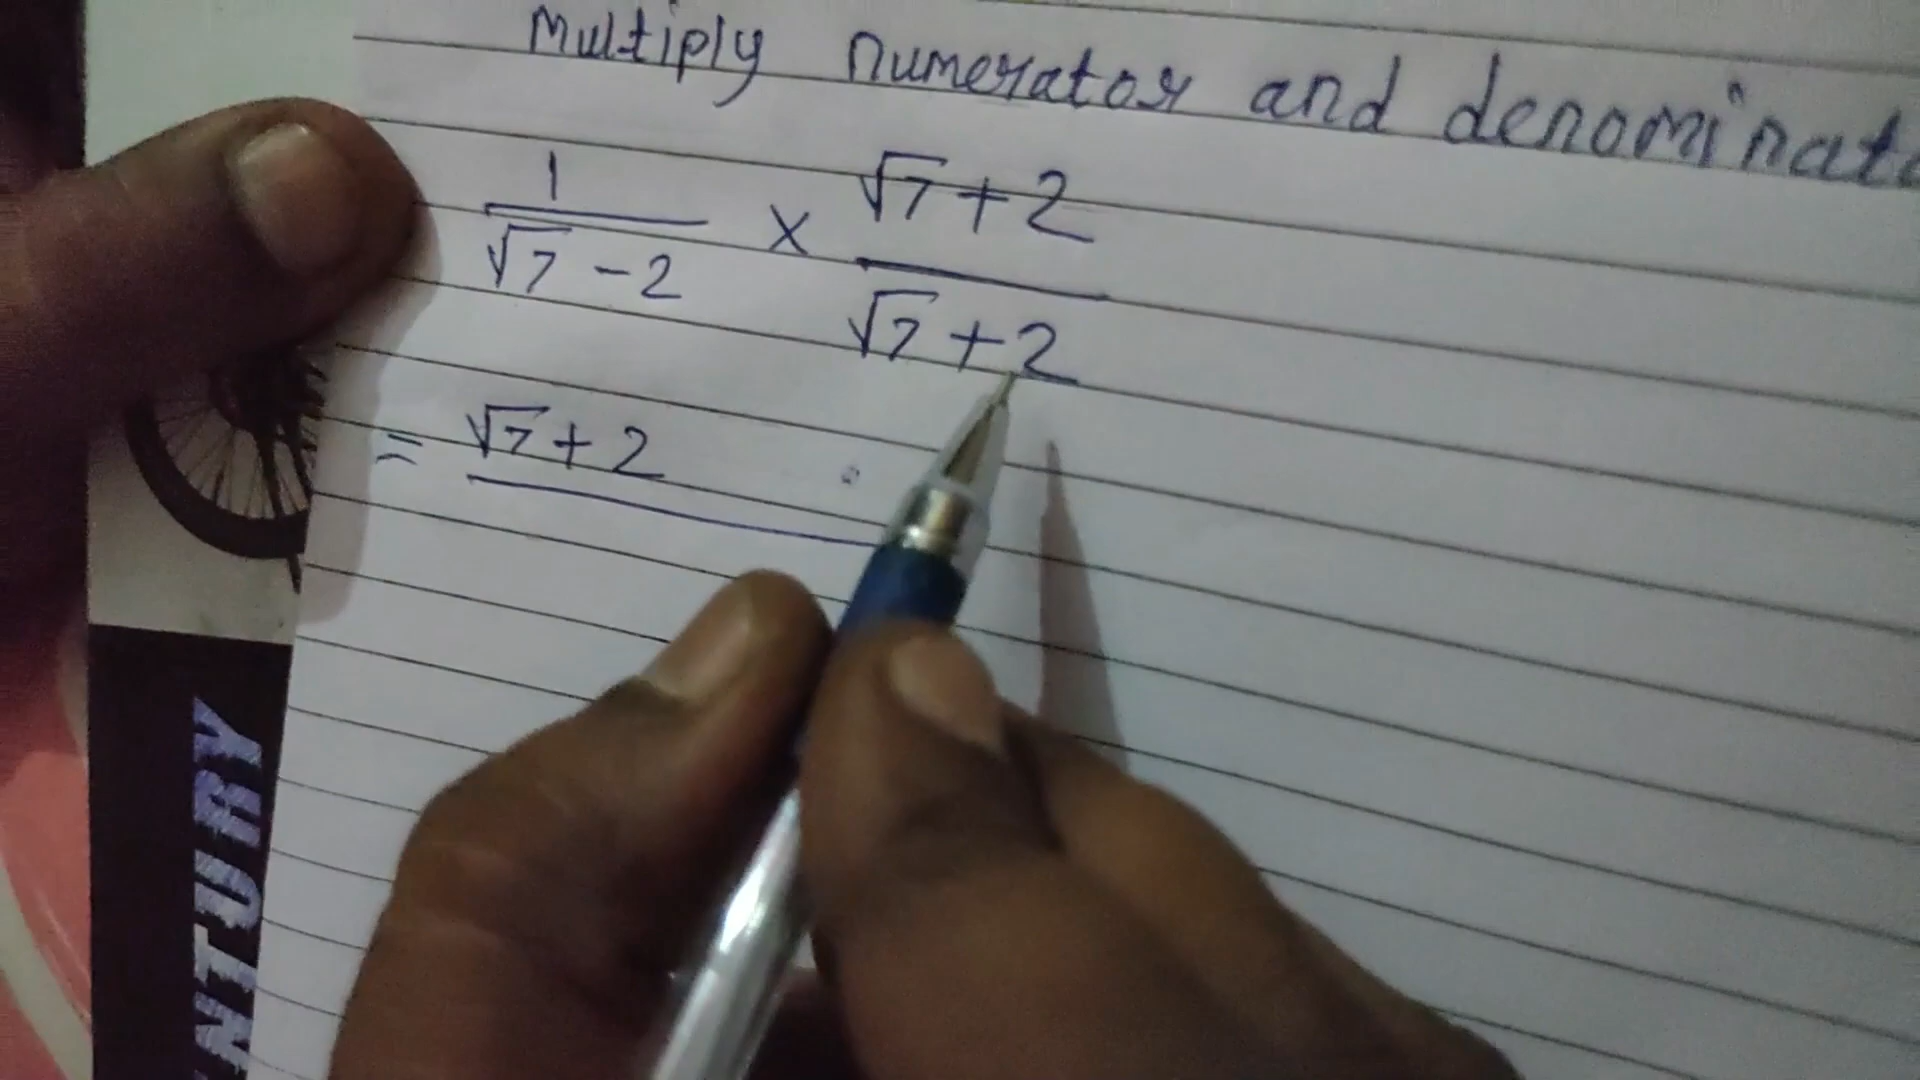 Multiply numerator and denominat
1/(√7 - 2) × (√7 + 2)/(√7 + 2)
= √7 + 2
NTURY